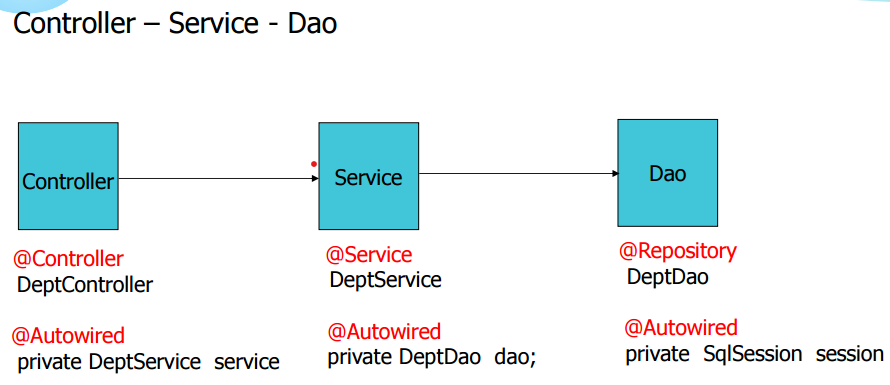 Controller – Service - Dao
Controller
Service
Dao
@Controller
DeptController
@Autowired
private DeptService service
@Service
DeptService
@Autowired
private DeptDao dao;
@Repository
DeptDao
@Autowired
private SqlSession session